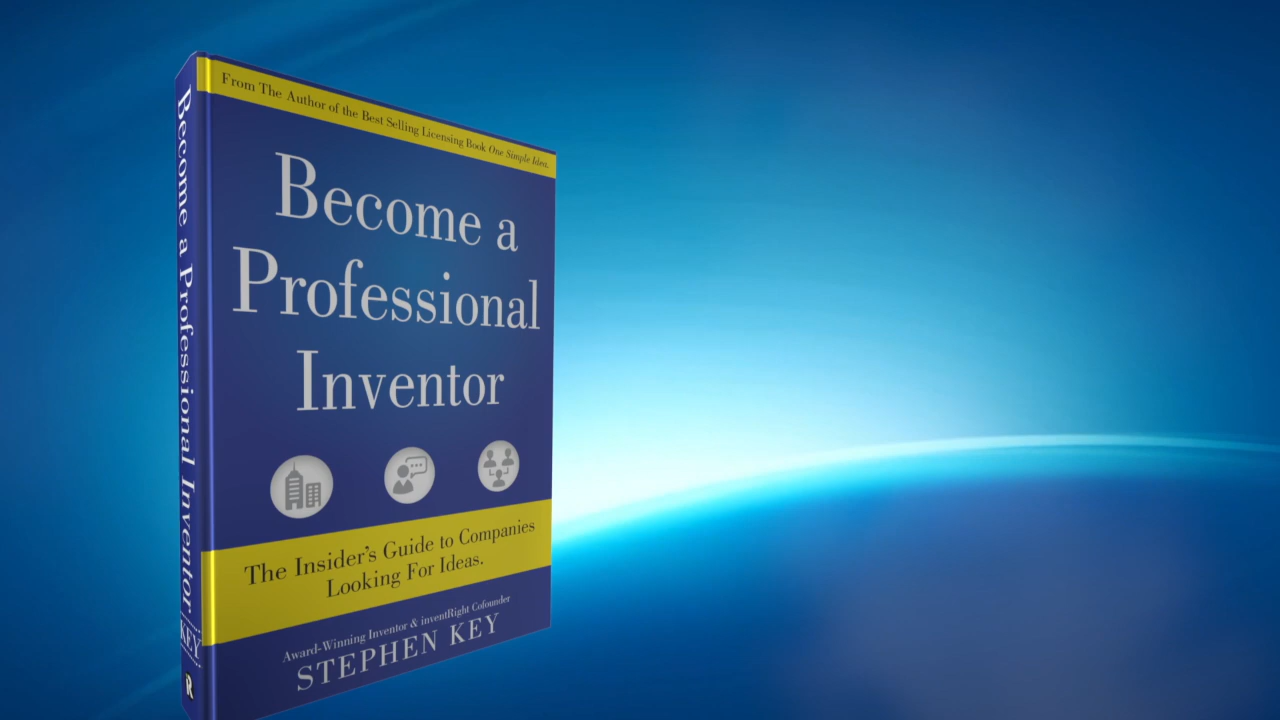 From The Author of the Best Selling Licensing Book One Simple Idea.
Become a
Professional
Inventor
The Insider's Guide to Companies
Looking For Ideas.
Award-Winning Inventor & inventRight Cofounder
STEPHEN KEY
Become a Professional Inventor
KEY
iR